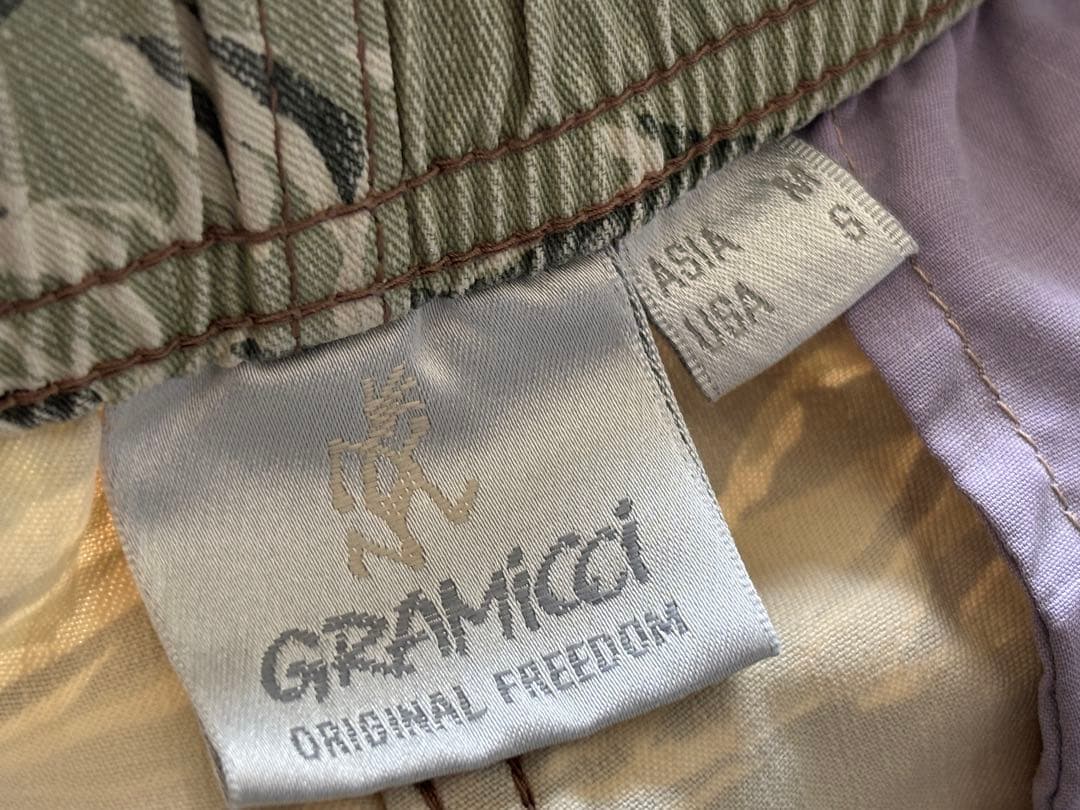 GRAMiCCi
ORIGINAL FREEDOM
ASIA M
USA S